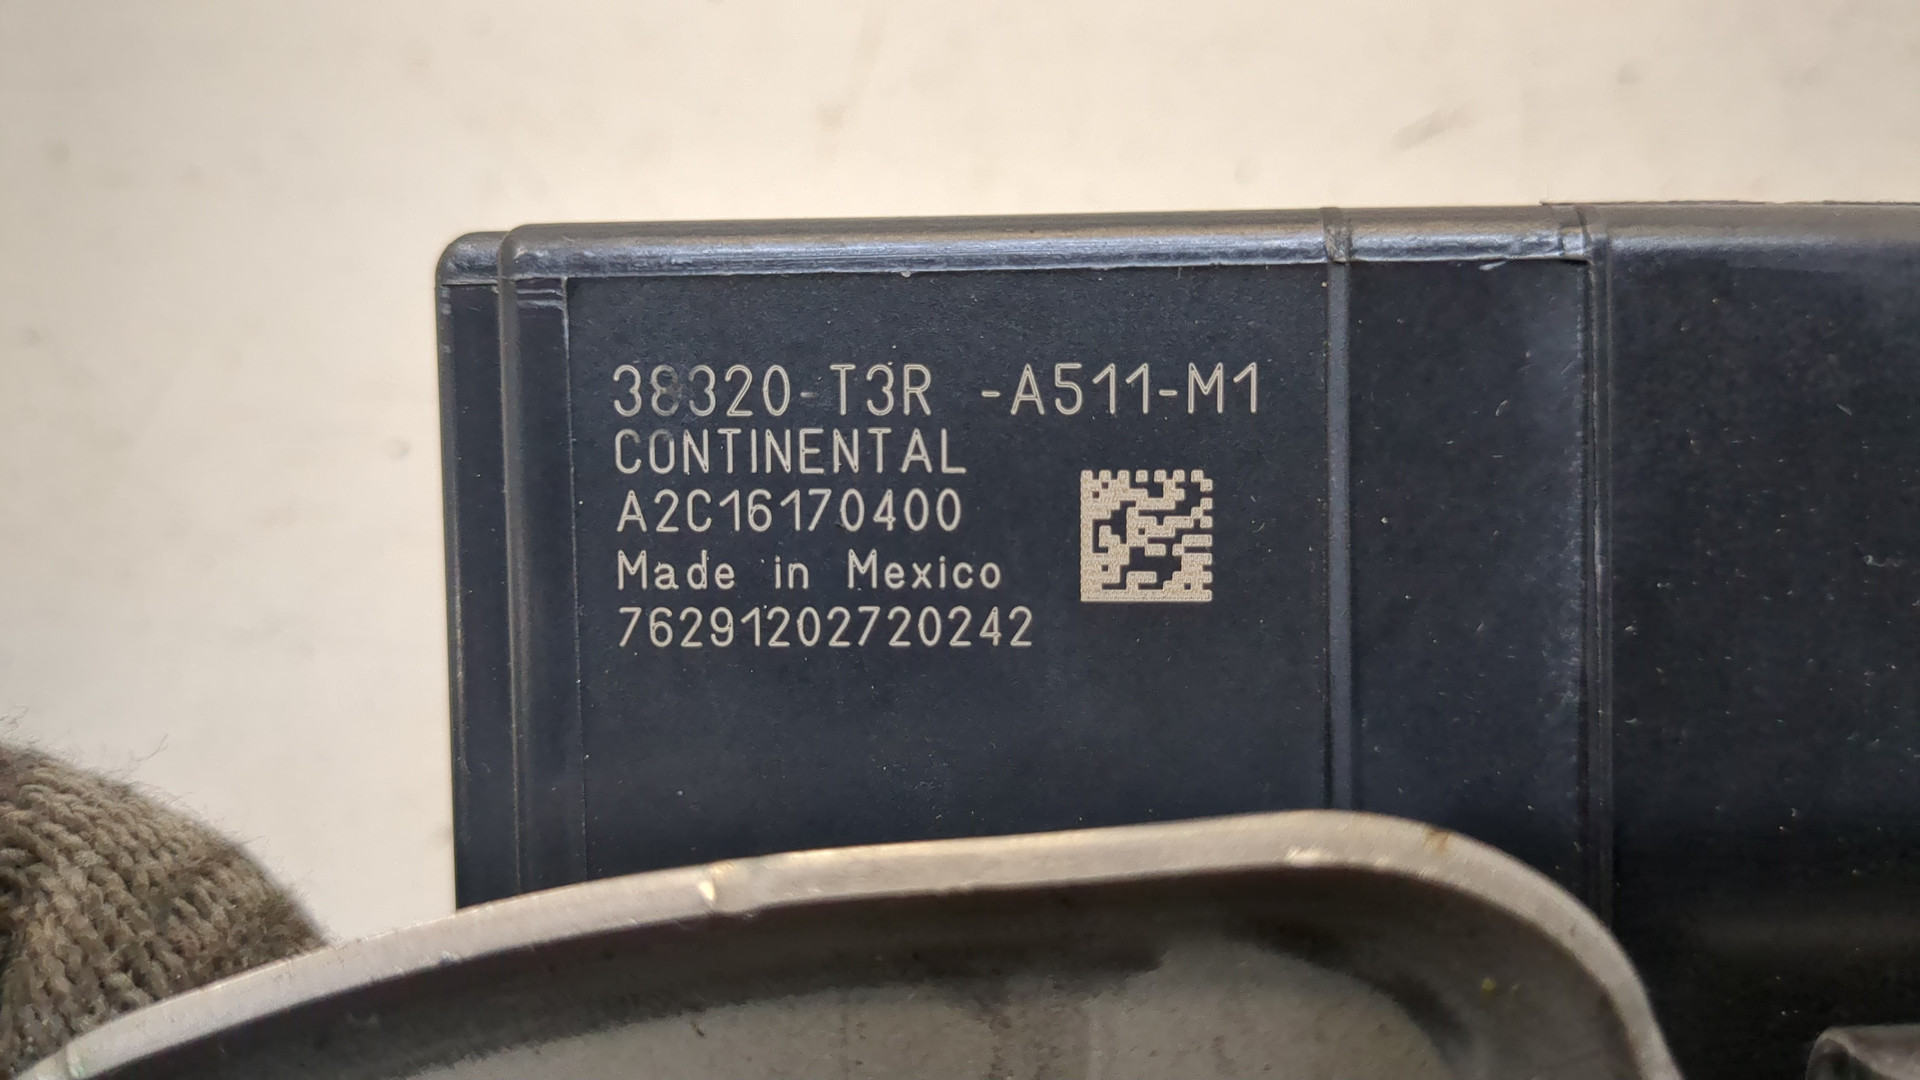 38320-T3R -A511-M1
CONTINENTAL
A2C16170400
Made in Mexico
76291202720242